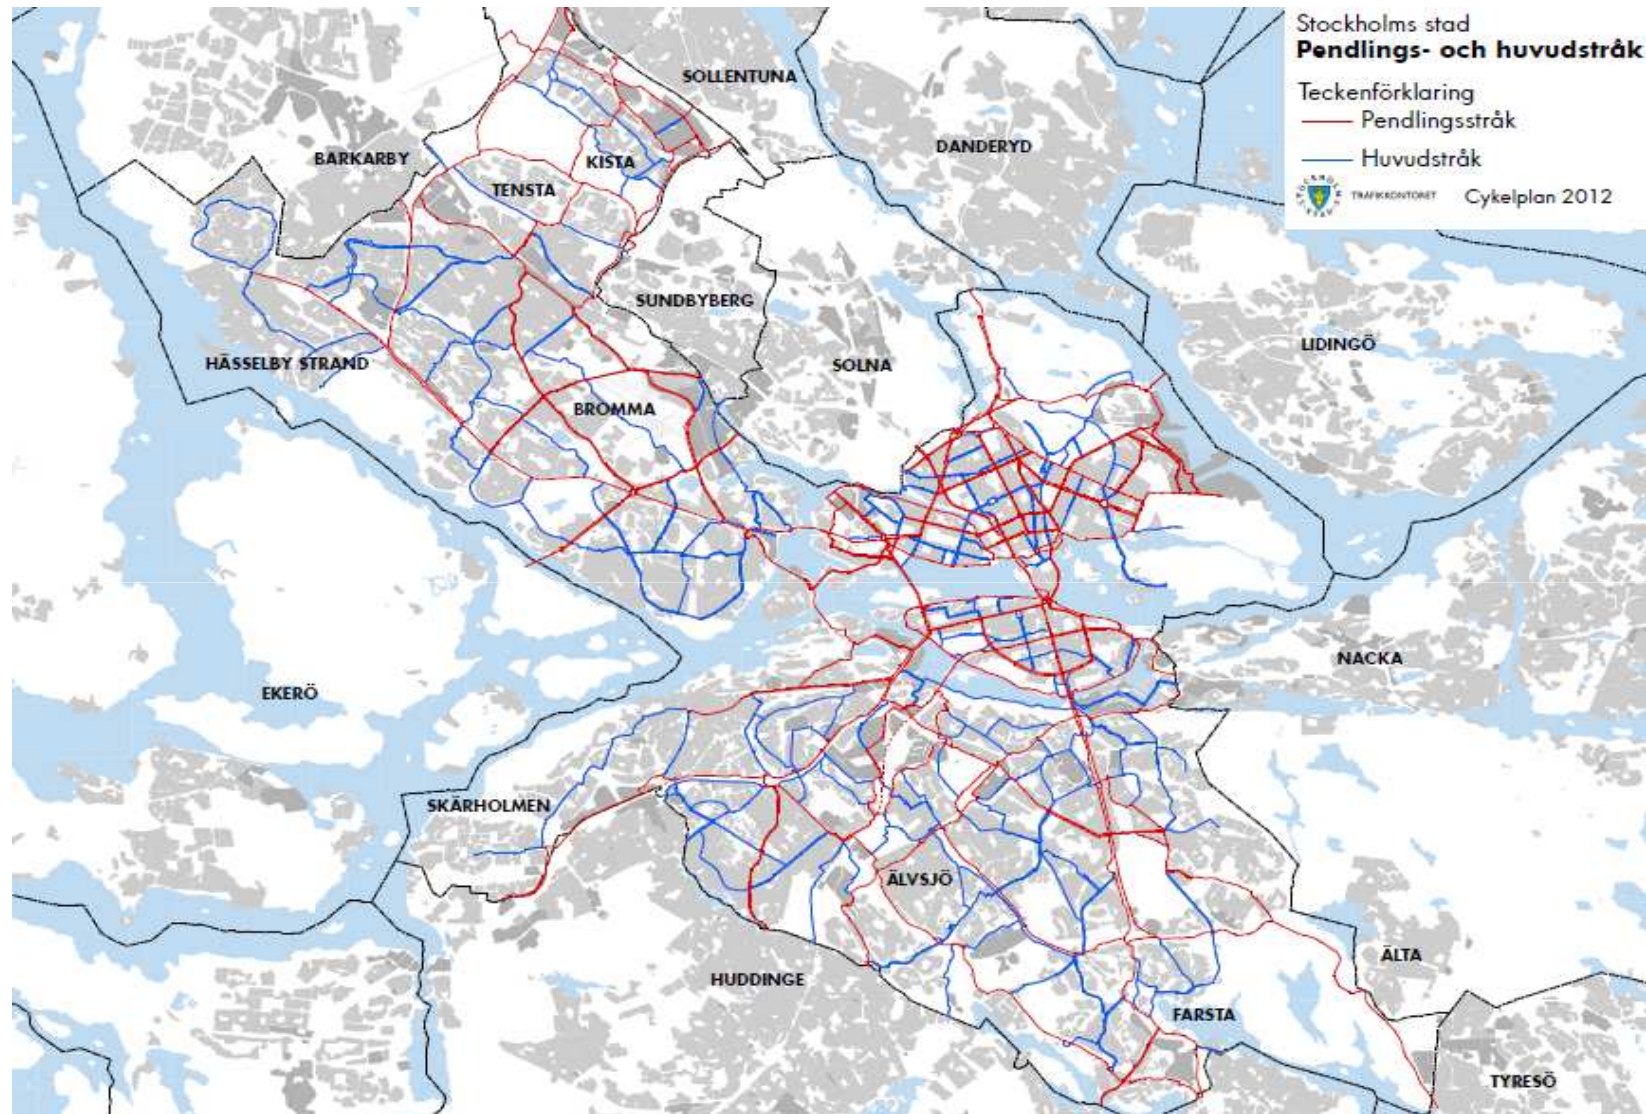 Stockholms stad
Pendlings- och huvudstråk
Teckenförklaring
Pendlingsstråk
Huvudstråk
TRAFIKKONTORET Cykelplan 2012
SOLLENTUNA
DANDERYD
BARKARBY
KISTA
TENSTA
SUNDBYBERG
LIDINGÖ
HÄSSELBY STRAND
SOLNA
BROMMA
NACKA
EKERÖ
SKÄRHOLMEN
ÄLVSJÖ
ÄLTA
HUDDINGE
FARSTA
TYRESÖ